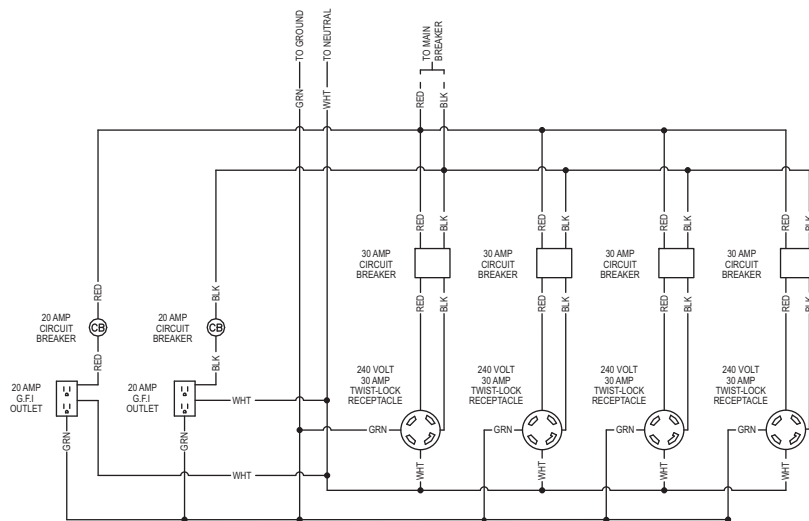 TO GROUND
TO NEUTRAL
TO MAIN
BREAKER
GRN
WHT
RED
BLK
RED
BLK
RED
BLK
RED
BLK
RED
BLK
30 AMP
CIRCUIT
BREAKER
30 AMP
CIRCUIT
BREAKER
30 AMP
CIRCUIT
BREAKER
30 AMP
CIRCUIT
BREAKER
RED
BLK
RED
BLK
RED
BLK
RED
BLK
RED
BLK
20 AMP
CIRCUIT
BREAKER
CB
20 AMP
CIRCUIT
BREAKER
CB
RED
BLK
20 AMP
G.F.I
OUTLET
20 AMP
G.F.I
OUTLET
240 VOLT
30 AMP
TWIST-LOCK
RECEPTACLE
240 VOLT
30 AMP
TWIST-LOCK
RECEPTACLE
240 VOLT
30 AMP
TWIST-LOCK
RECEPTACLE
240 VOLT
30 AMP
TWIST-LOCK
RECEPTACLE
WHT
GRN
GRN
GRN
GRN
GRN
GRN
WHT
WHT
WHT
WHT
WHT